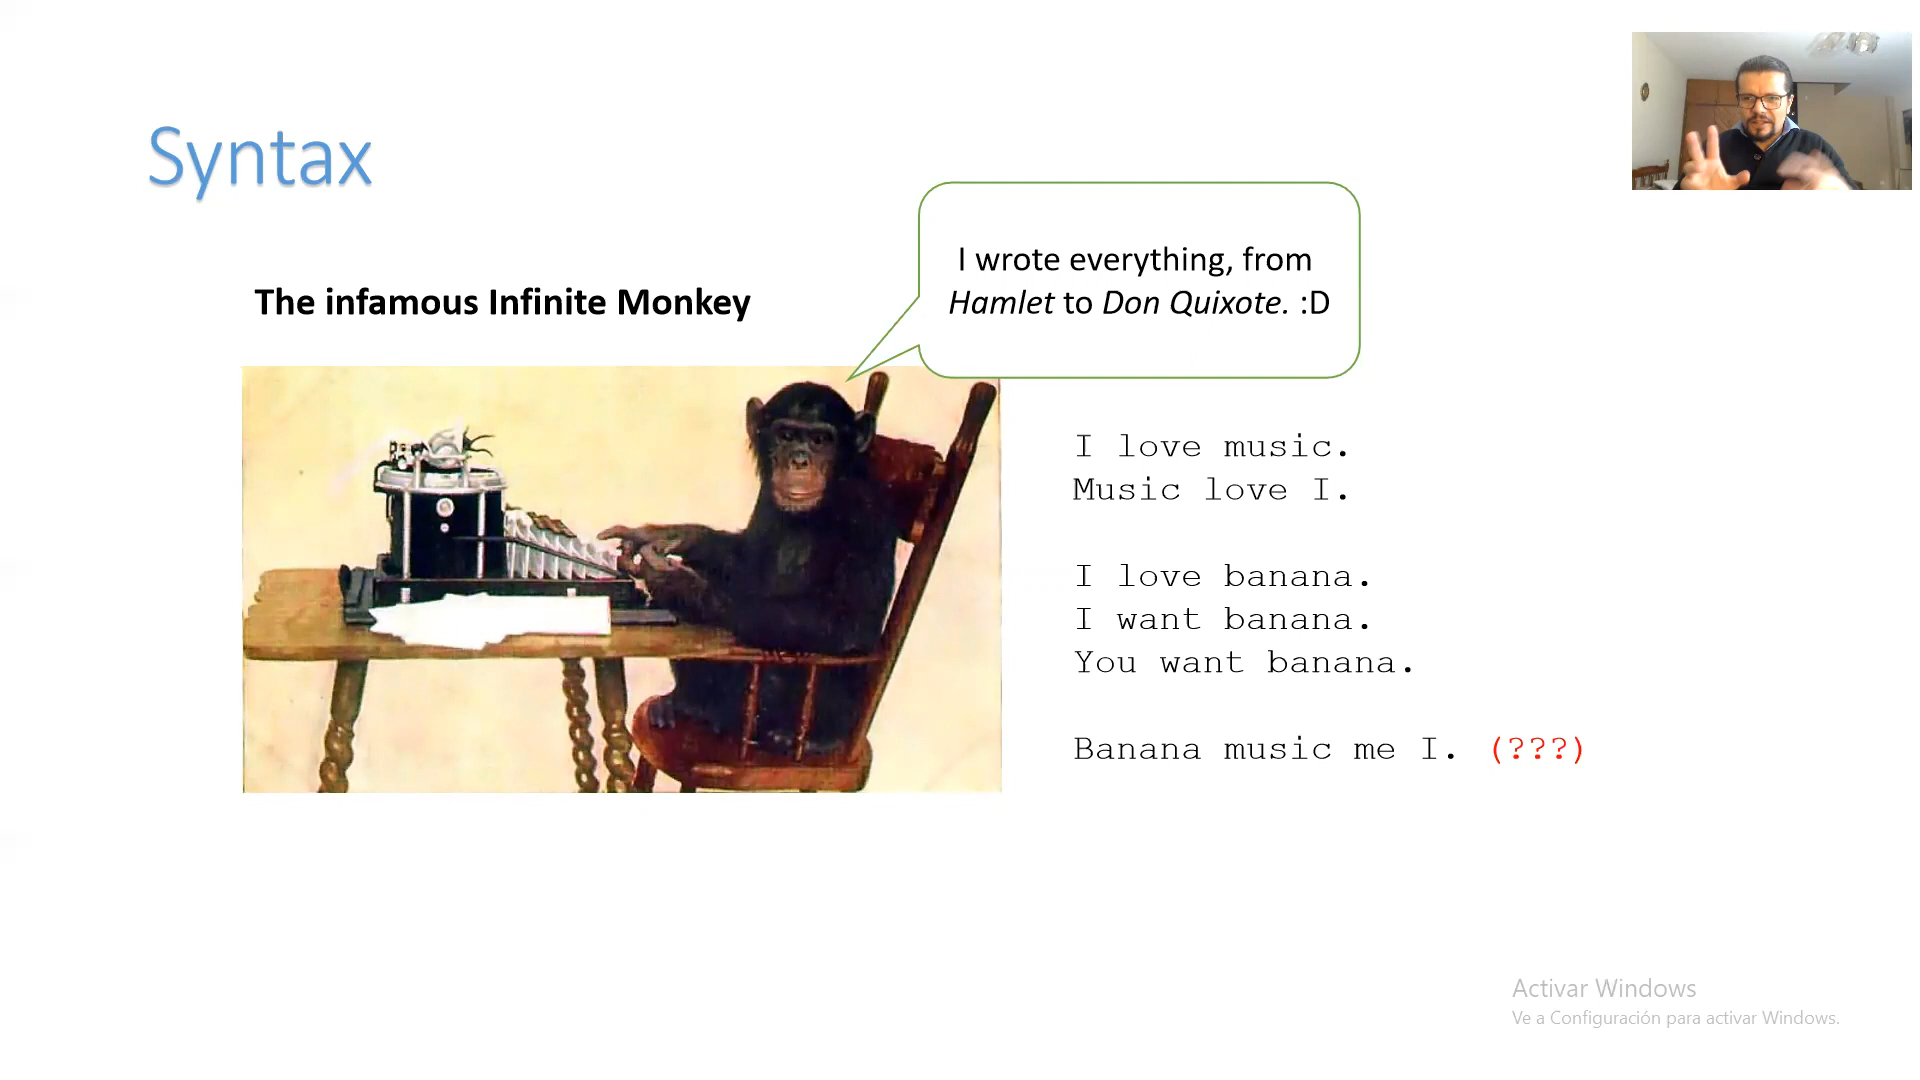 Syntax
The infamous Infinite Monkey
I wrote everything, from
Hamlet to Don Quixote. :D
I love music.
Music love I.
I love banana.
I want banana.
You want banana.
Banana music me I. (???)
Activar Windows
Ve a Configuración para activar Windows.